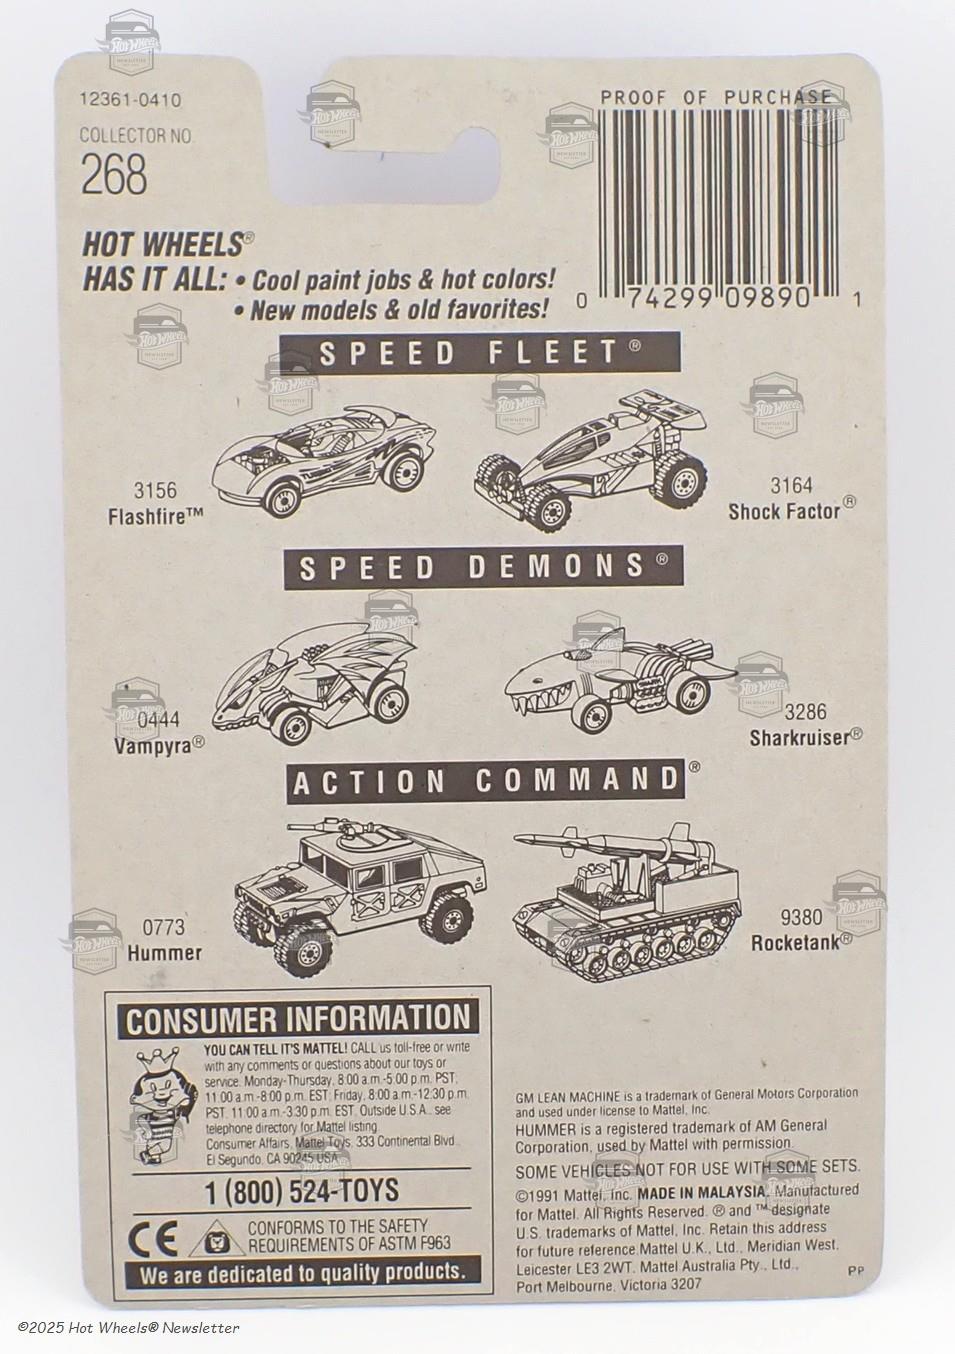 12361-0410
COLLECTOR NO.
268
PROOF OF PURCHASE
0 74299 09890 1
HOT WHEELS®
HAS IT ALL: • Cool paint jobs & hot colors!
• New models & old favorites!
SPEED FLEET®
3156
Flashfire™
3164
Shock Factor®
SPEED DEMONS®
0444
Vampyra®
3286
Sharkruiser®
ACTION COMMAND®
0773
Hummer
9380
Rocketank®
CONSUMER INFORMATION
YOU CAN TELL IT'S MATTEL! CALL us toll-free or write
with any comments or questions about our toys or
service. Monday-Thursday, 8:00 a.m.-5:00 p.m. PST,
11:00 a.m.-8:00 p.m. EST; Friday, 8:00 a.m.-12:30 p.m.
PST, 11:00 a.m.-3:30 p.m. EST. Outside U.S.A., see
telephone directory for Mattel listing.
Consumer Affairs, Mattel Toys, 333 Continental Blvd.,
El Segundo, CA 90245 USA
1 (800) 524-TOYS
CE CONFORMS TO THE SAFETY
REQUIREMENTS OF ASTM F963
We are dedicated to quality products.
GM LEAN MACHINE is a trademark of General Motors Corporation
and used under license to Mattel, Inc.
HUMMER is a registered trademark of AM General
Corporation, used by Mattel with permission.
SOME VEHICLES NOT FOR USE WITH SOME SETS.
©1991 Mattel, Inc. MADE IN MALAYSIA. Manufactured
for Mattel. All Rights Reserved. ® and ™ designate
U.S. trademarks of Mattel, Inc. Retain this address
for future reference. Mattel U.K., Ltd., Meridian West,
Leicester LE3 2WT. Mattel Australia Pty., Ltd.,
Port Melbourne, Victoria 3207
PP
©2025 Hot Wheels® Newsletter